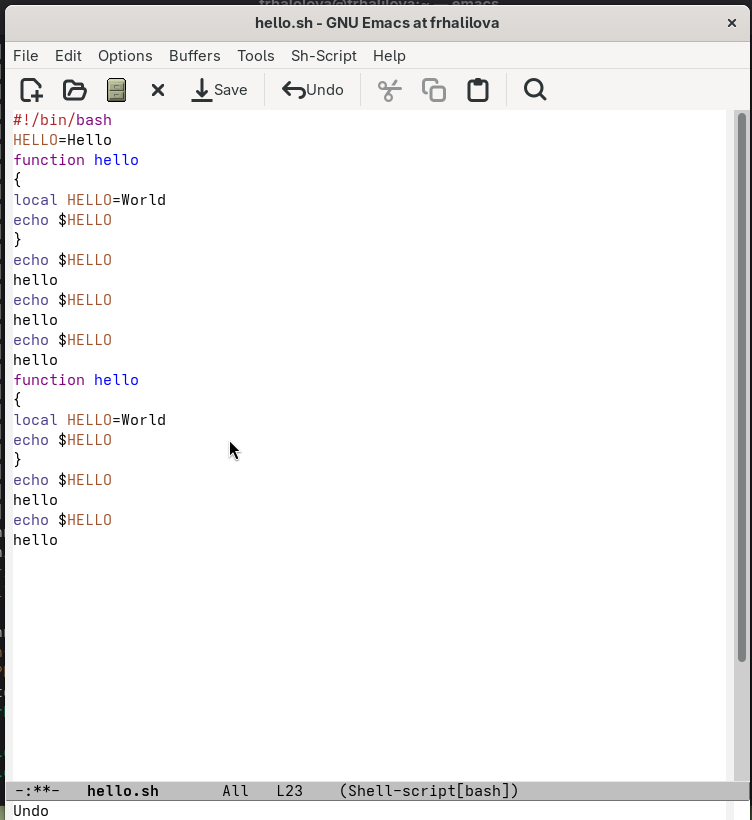 hello.sh - GNU Emacs at frhalilova
File Edit Options Buffers Tools Sh-Script Help
Save Undo
#!/bin/bash
HELLO=Hello
function hello
{
local HELLO=World
echo $HELLO
}
echo $HELLO
hello
echo $HELLO
hello
echo $HELLO
hello
function hello
{
local HELLO=World
echo $HELLO
}
echo $HELLO
hello
echo $HELLO
hello
-:**- hello.sh All L23 (Shell-script[bash])
Undo